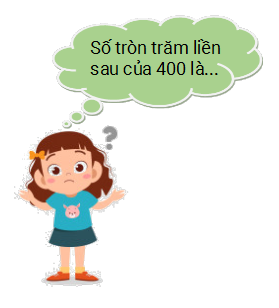 Số tròn trăm liền
sau của 400 là...
?